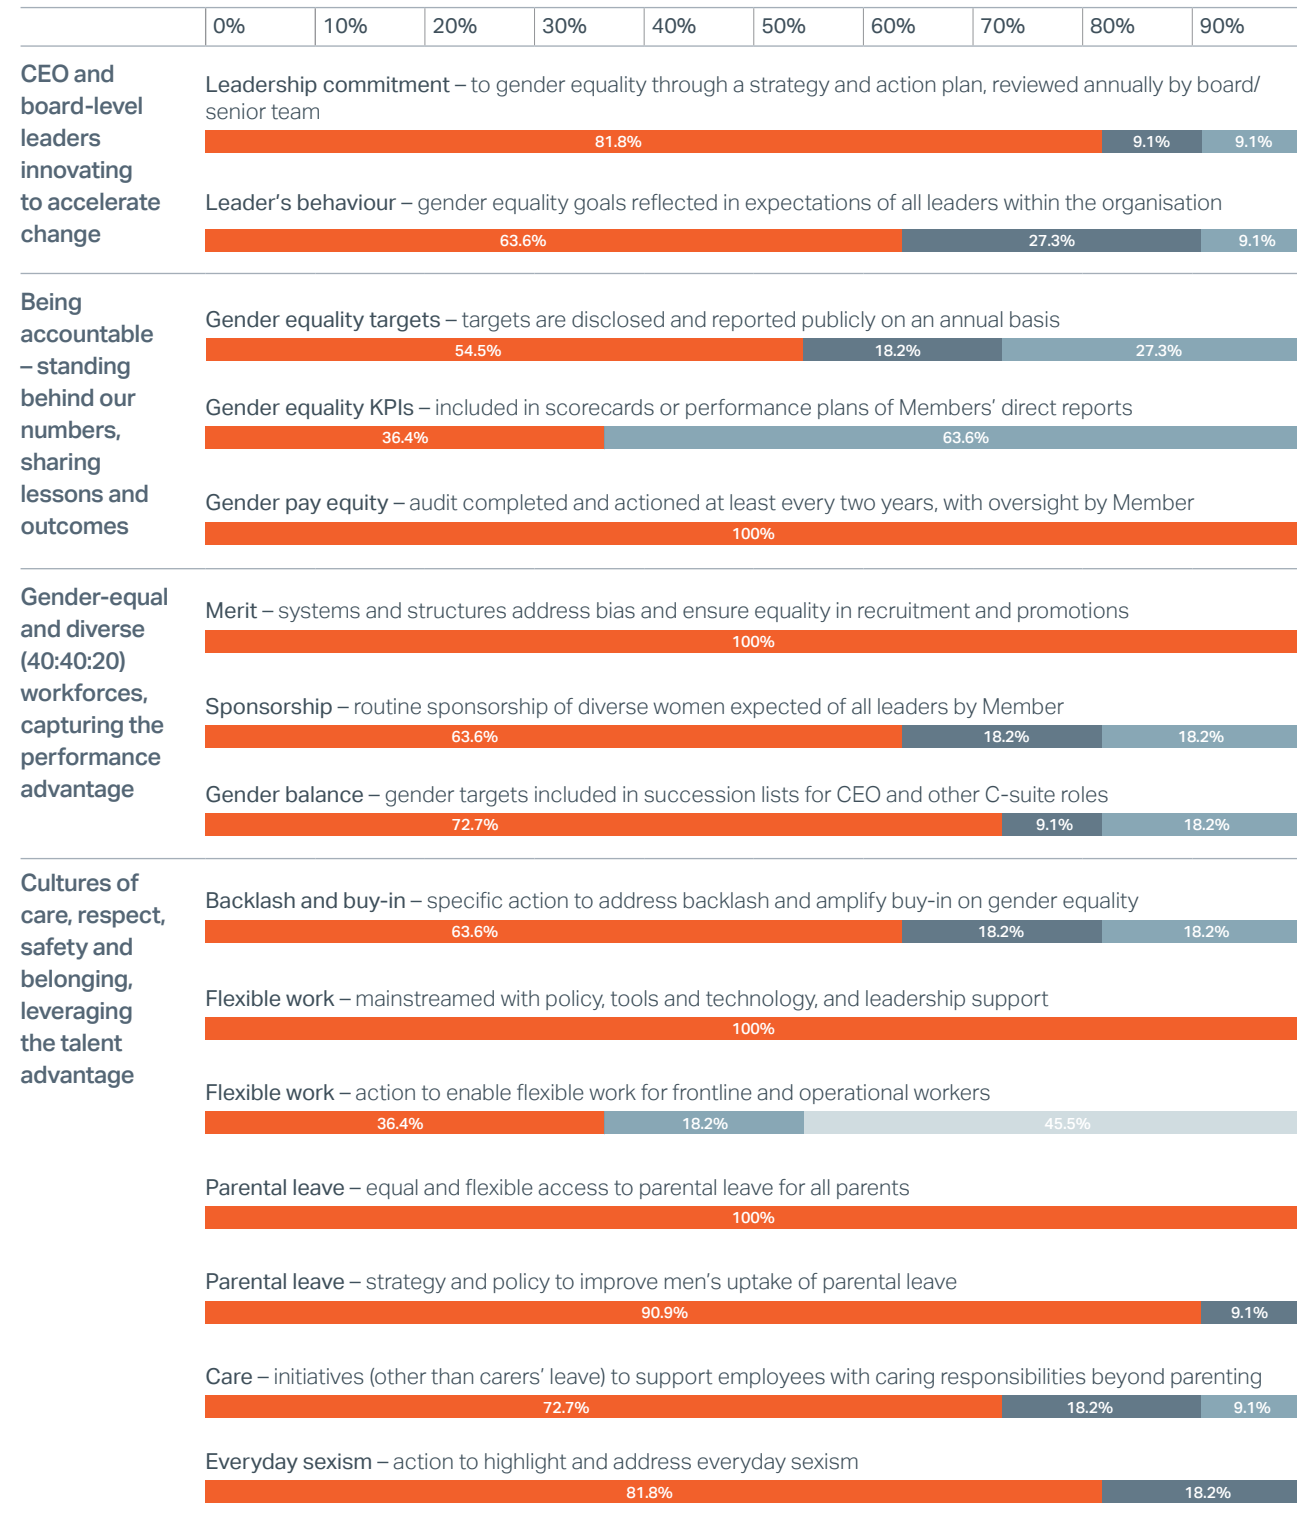 0% 10% 20% 30% 40% 50% 60% 70% 80% 90%
CEO and
board-level
leaders
innovating
to accelerate
change
Leadership commitment – to gender equality through a strategy and action plan, reviewed annually by board/
senior team
81.8% 9.1% 9.1%
Leader’s behaviour – gender equality goals reflected in expectations of all leaders within the organisation
63.6% 27.3% 9.1%
Being
accountable
– standing
behind our
numbers,
sharing
lessons and
outcomes
Gender equality targets – targets are disclosed and reported publicly on an annual basis
54.5% 18.2% 27.3%
Gender equality KPIs – included in scorecards or performance plans of Members’ direct reports
36.4% 63.6%
Gender pay equity – audit completed and actioned at least every two years, with oversight by Member
100%
Gender-equal
and diverse
(40:40:20)
workforces,
capturing the
performance
advantage
Merit – systems and structures address bias and ensure equality in recruitment and promotions
100%
Sponsorship – routine sponsorship of diverse women expected of all leaders by Member
63.6% 18.2% 18.2%
Gender balance – gender targets included in succession lists for CEO and other C-suite roles
72.7% 9.1% 18.2%
Cultures of
care, respect,
safety and
belonging,
leveraging
the talent
advantage
Backlash and buy-in – specific action to address backlash and amplify buy-in on gender equality
63.6% 18.2% 18.2%
Flexible work – mainstreamed with policy, tools and technology, and leadership support
100%
Flexible work – action to enable flexible work for frontline and operational workers
36.4% 18.2% 45.5%
Parental leave – equal and flexible access to parental leave for all parents
100%
Parental leave – strategy and policy to improve men’s uptake of parental leave
90.9% 9.1%
Care – initiatives (other than carers’ leave) to support employees with caring responsibilities beyond parenting
72.7% 18.2% 9.1%
Everyday sexism – action to highlight and address everyday sexism
81.8% 18.2%